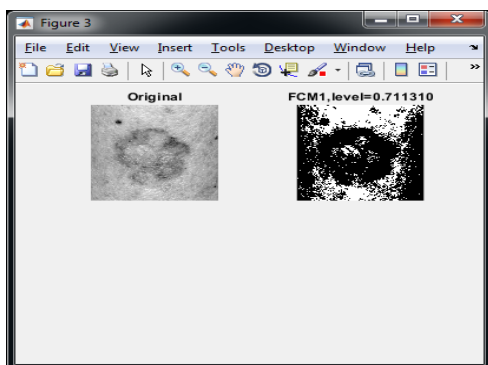 Figure 3
File Edit View Insert Tools Desktop Window Help
Original FCM1,level=0.711310